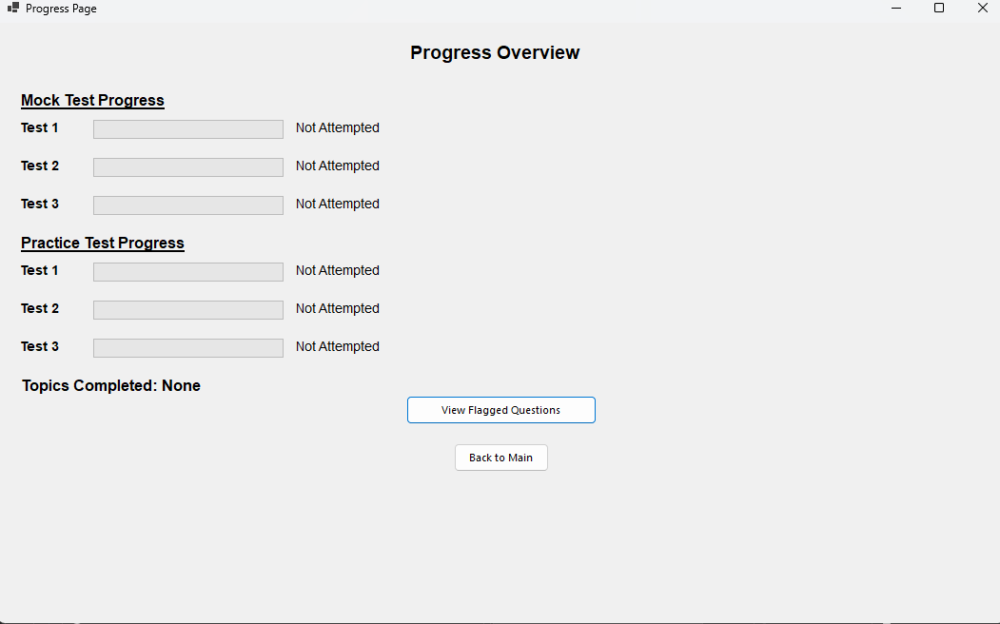 Progress Page
Progress Overview
Mock Test Progress
Test 1 Not Attempted
Test 2 Not Attempted
Test 3 Not Attempted
Practice Test Progress
Test 1 Not Attempted
Test 2 Not Attempted
Test 3 Not Attempted
Topics Completed: None
View Flagged Questions
Back to Main